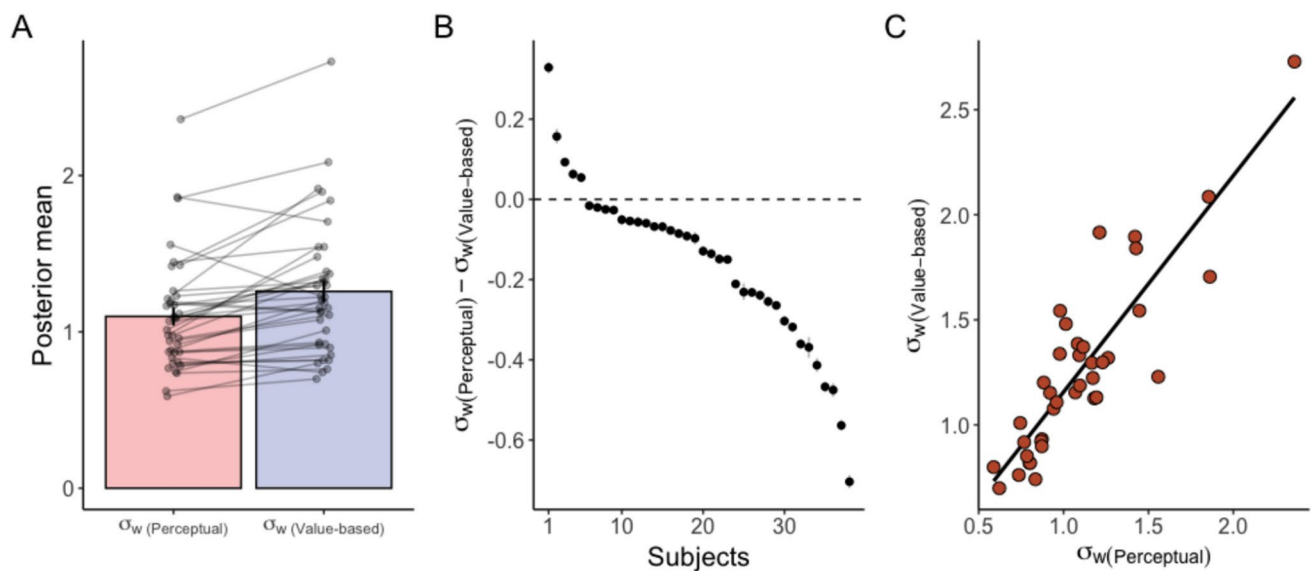 A
Posterior mean
2
1
0
σw (Perceptual)
σw (Value-based)
B
σw(Perceptual) − σw(Value-based)
0.2
0.0
-0.2
-0.4
-0.6
1
10
20
30
Subjects
C
σw(Value-based)
2.5
2.0
1.5
1.0
0.5
1.0
1.5
2.0
σw(Perceptual)